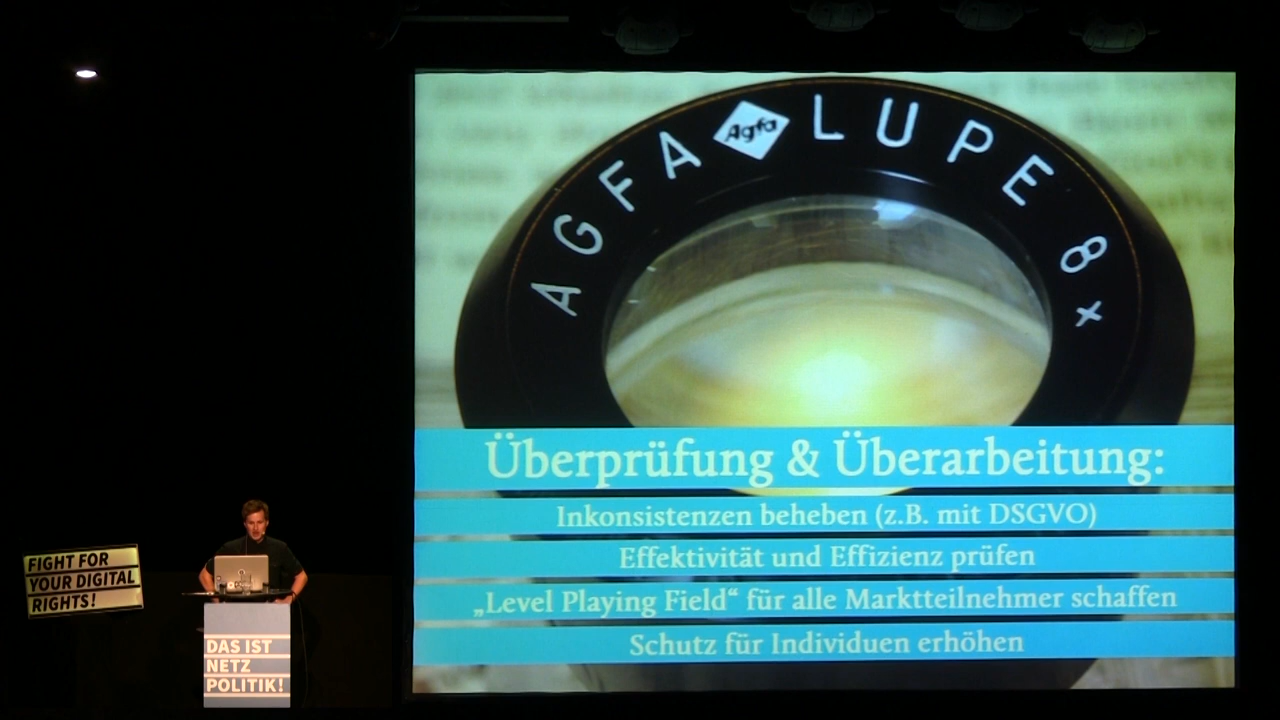 AGFA Agfa LUPE 8x
Überprüfung & Überarbeitung:
Inkonsistenzen beheben (z.B. mit DSGVO)
Effektivität und Effizienz prüfen
„Level Playing Field“ für alle Marktteilnehmer schaffen
Schutz für Individuen erhöhen
FIGHT FOR
YOUR DIGITAL
RIGHTS!
DAS IST
NETZ
POLITIK!